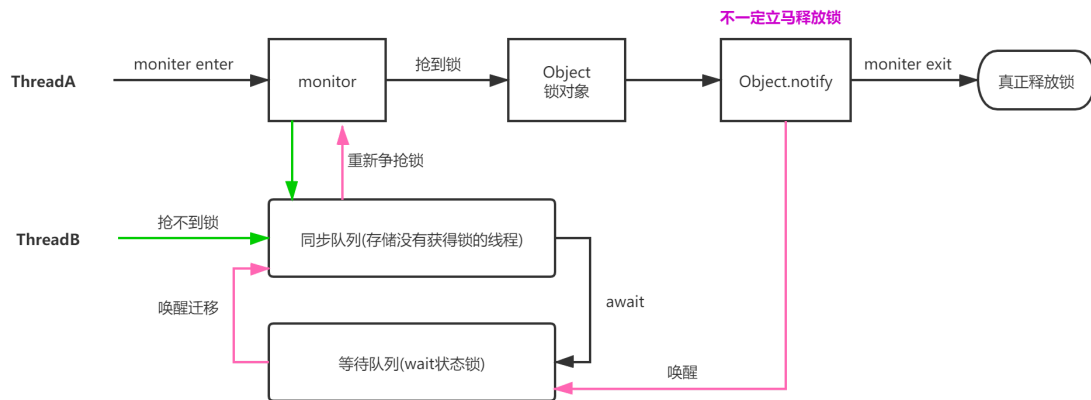 不一定立马释放锁
ThreadA
moniter enter
monitor
抢到锁
Object
锁对象
Object.notify
moniter exit
真正释放锁
重新争抢锁
ThreadB
抢不到锁
同步队列(存储没有获得锁的线程)
唤醒迁移
await
等待队列(wait状态锁)
唤醒